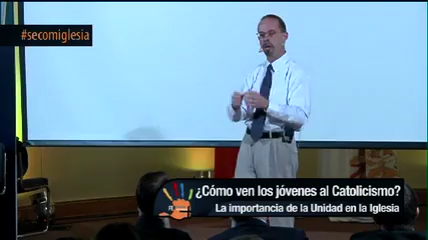 #secomiglesia
¿Cómo ven los jóvenes al Catolicismo?
La importancia de la Unidad en la Iglesia